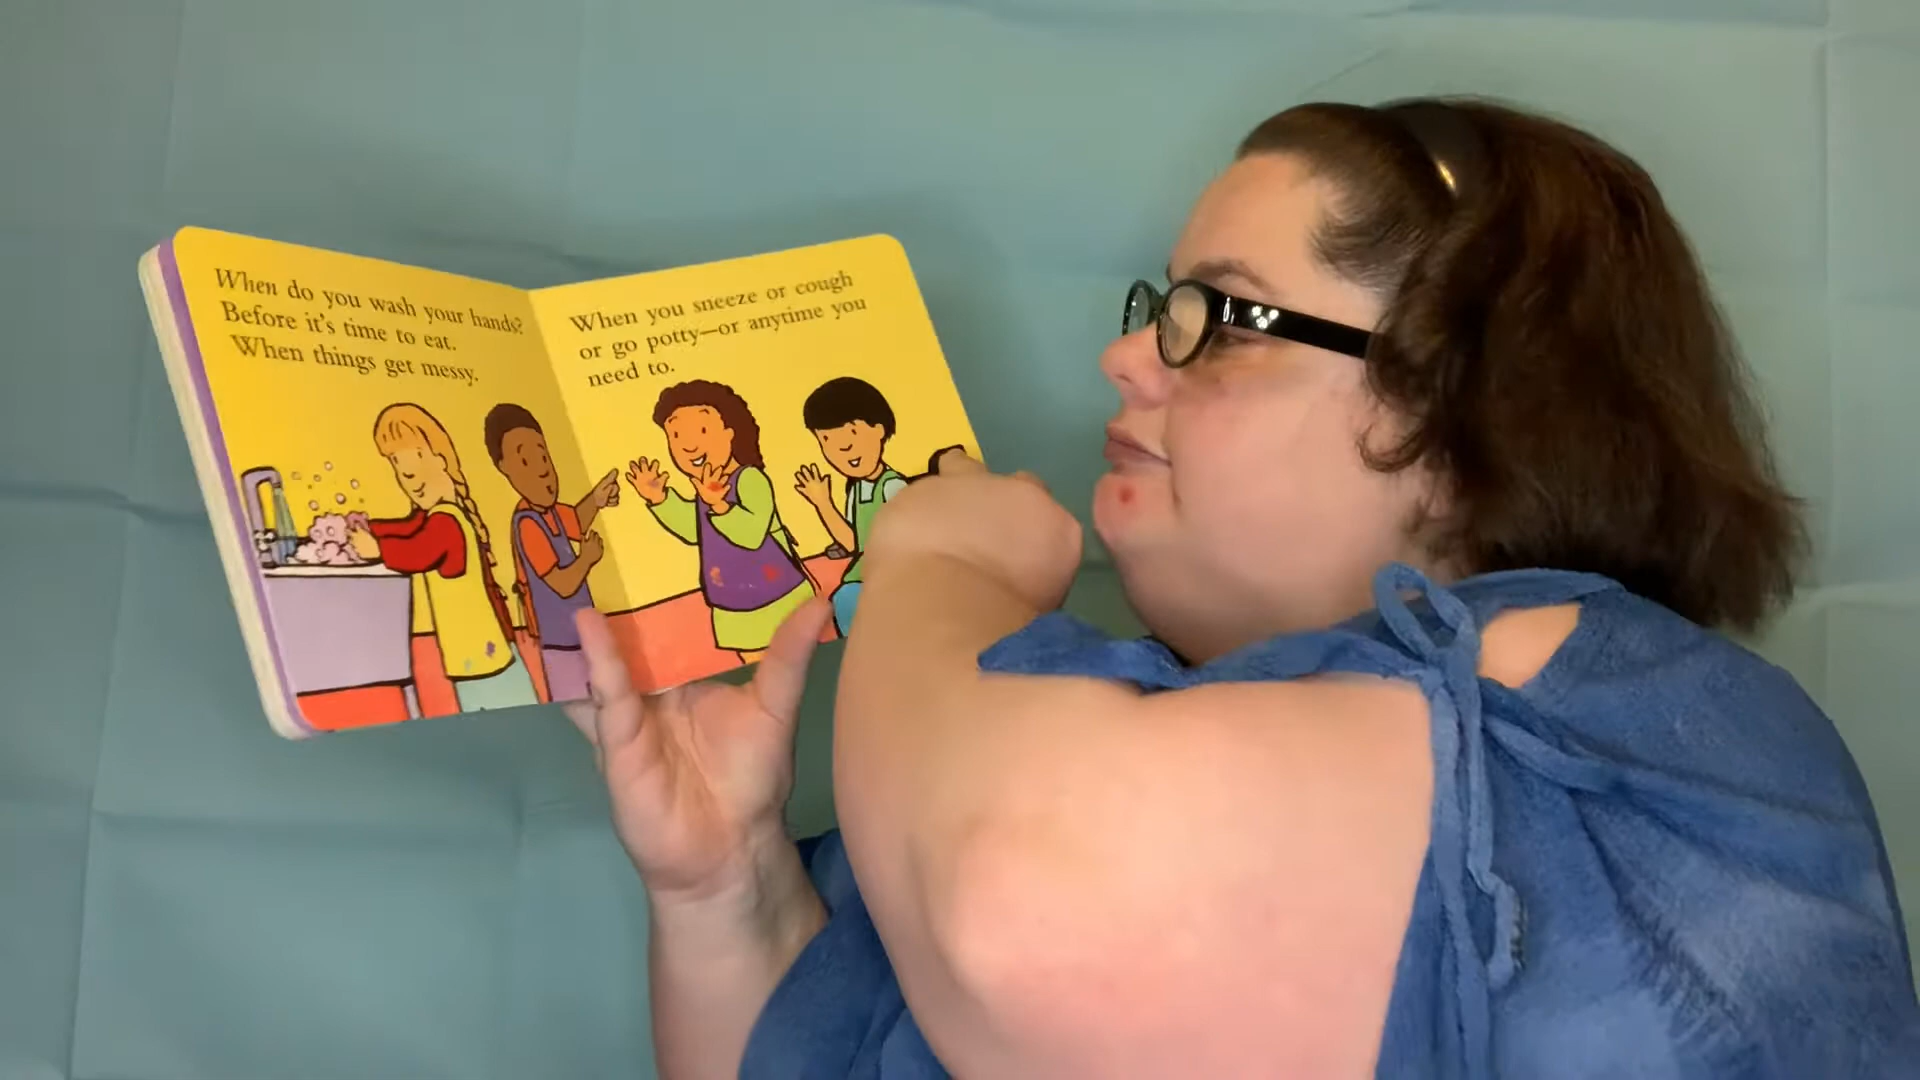 When do you wash your hands?
Before it's time to eat.
When things get messy.
When you sneeze or cough
or go potty—or anytime you
need to.